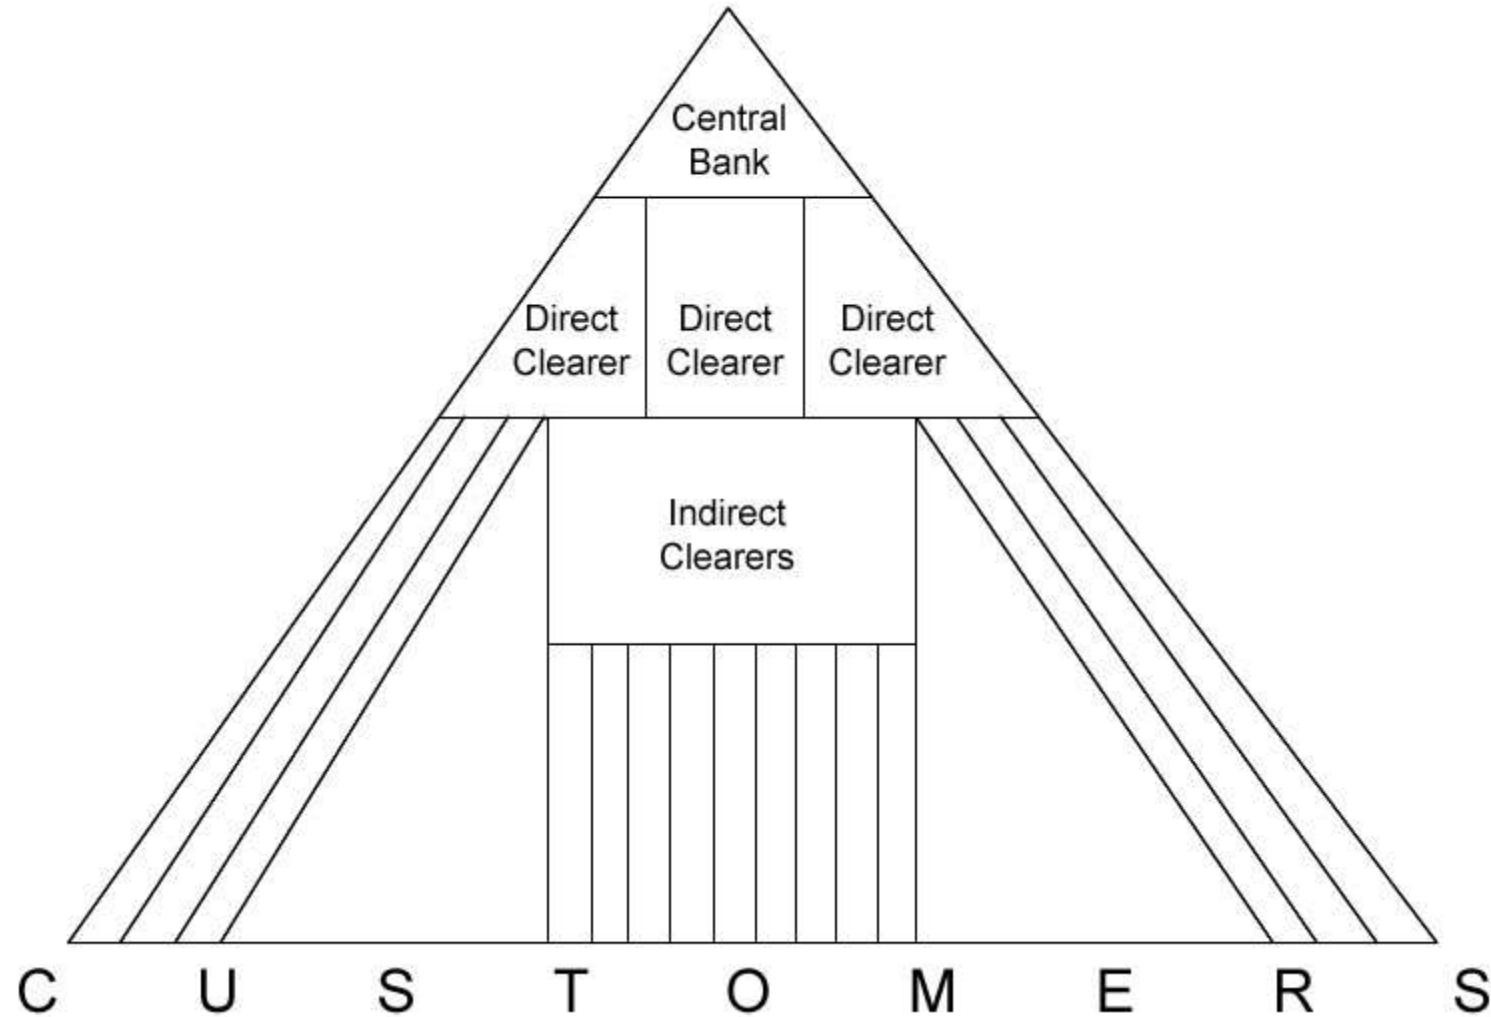 Central
Bank
Direct
Clearer
Direct
Clearer
Direct
Clearer
Indirect
Clearers
C U S T O M E R S